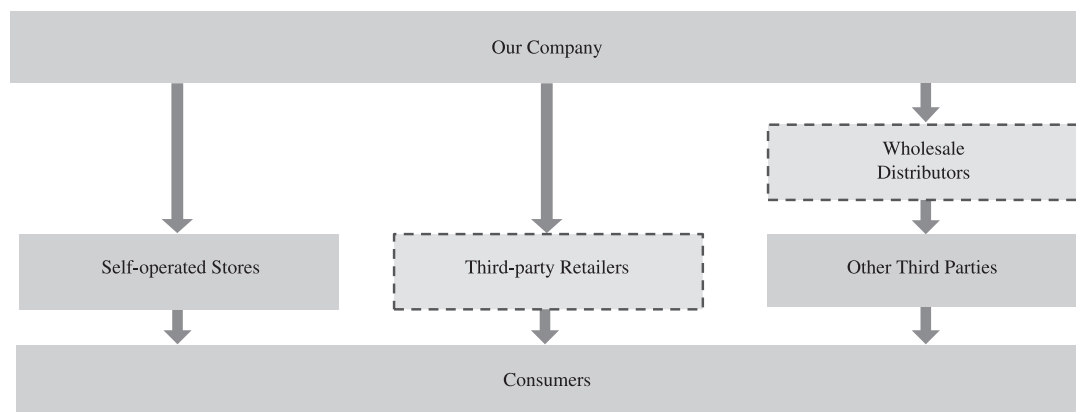 Our Company
Wholesale
Distributors
Self-operated Stores
Third-party Retailers
Other Third Parties
Consumers